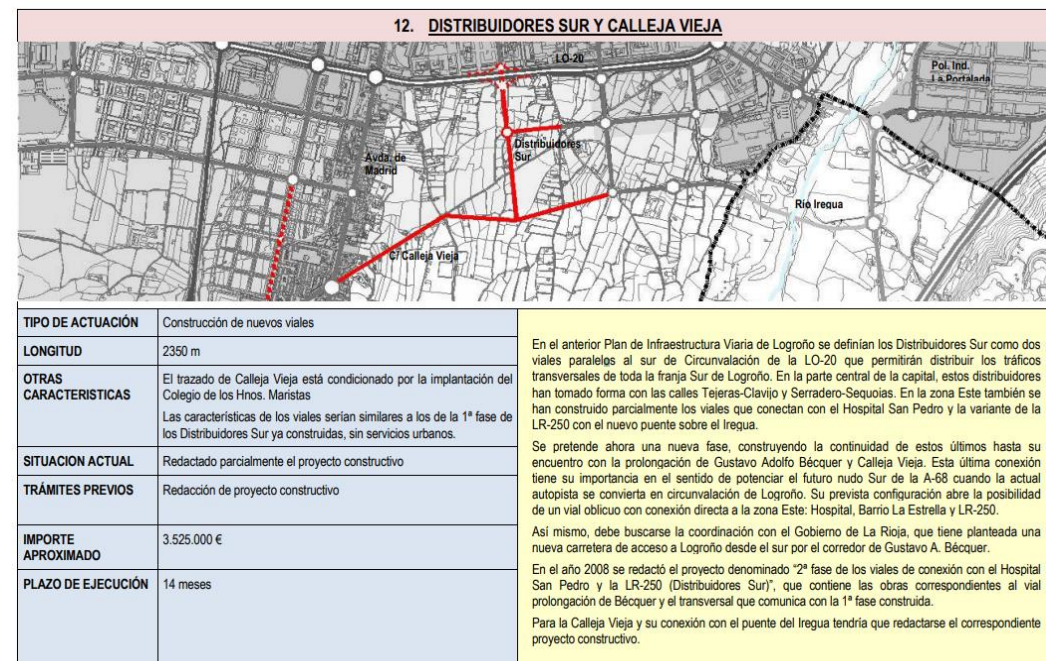 12. DISTRIBUIDORES SUR Y CALLEJA VIEJA
LO-20
Pol. Ind.
La Portalada
Distribuidores
Sur
Avda. de
Madrid
Río Iregua
C/ Calleja Vieja
TIPO DE ACTUACIÓN
Construcción de nuevos viales
LONGITUD
2350 m
OTRAS
CARACTERISTICAS
El trazado de Calleja Vieja está condicionado por la implantación del
Colegio de los Hnos. Maristas
Las características de los viales serían similares a los de la 1ª fase de
los Distribuidores Sur ya construidas, sin servicios urbanos.
SITUACION ACTUAL
Redactado parcialmente el proyecto constructivo
TRÁMITES PREVIOS
Redacción de proyecto constructivo
IMPORTE
APROXIMADO
3.525.000 €
PLAZO DE EJECUCIÓN
14 meses
En el anterior Plan de Infraestructura Viaria de Logroño se definían los Distribuidores Sur como dos
viales paralelos al sur de Circunvalación de la LO-20 que permitirán distribuir los tráficos
transversales de toda la franja Sur de Logroño. En la parte central de la capital, estos distribuidores
han tomado forma con las calles Tejeras-Clavijo y Serradero-Sequoias. En la zona Este también se
han construido parcialmente los viales que conectan con el Hospital San Pedro y la variante de la
LR-250 con el nuevo puente sobre el Iregua.
Se pretende ahora una nueva fase, construyendo la continuidad de estos últimos hasta su
encuentro con la prolongación de Gustavo Adolfo Bécquer y Calleja Vieja. Esta última conexión
tiene su importancia en el sentido de potenciar el futuro nudo Sur de la A-68 cuando la actual
autopista se convierta en circunvalación de Logroño. Su prevista configuración abre la posibilidad
de un vial oblicuo con conexión directa a la zona Este: Hospital, Barrio La Estrella y LR-250.
Así mismo, debe buscarse la coordinación con el Gobierno de La Rioja, que tiene planteada una
nueva carretera de acceso a Logroño desde el sur por el corredor de Gustavo A. Bécquer.
En el año 2008 se redactó el proyecto denominado “2ª fase de los viales de conexión con el Hospital
San Pedro y la LR-250 (Distribuidores Sur)”, que contiene las obras correspondientes al vial
prolongación de Bécquer y el transversal que comunica con la 1ª fase construida.
Para la Calleja Vieja y su conexión con el puente del Iregua tendría que redactarse el correspondiente
proyecto constructivo.